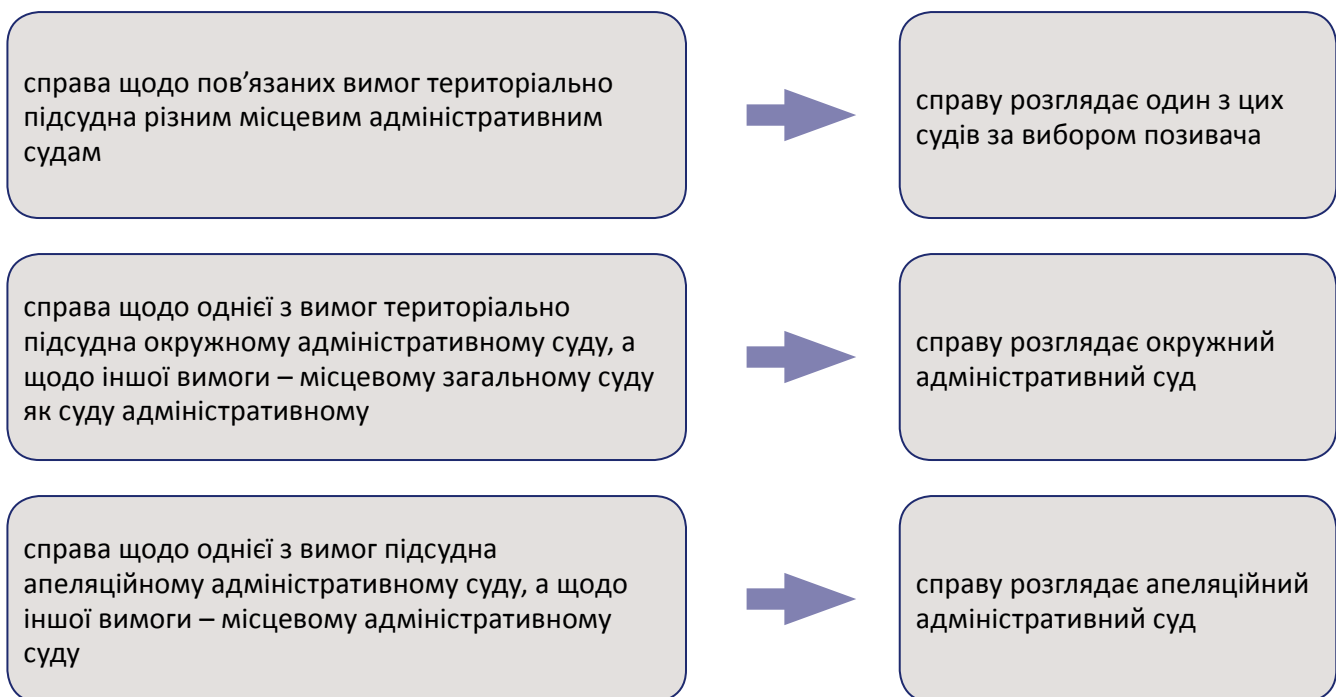 справа щодо пов’язаних вимог територіально
підсудна різним місцевим адміністративним
судам
справу розглядає один з цих
судів за вибором позивача
справа щодо однієї з вимог територіально
підсудна окружному адміністративному суду, а
щодо іншої вимоги – місцевому загальному суду
як суду адміністративному
справу розглядає окружний
адміністративний суд
справа щодо однієї з вимог підсудна
апеляційному адміністративному суду, а щодо
іншої вимоги – місцевому адміністративному
суду
справу розглядає апеляційний
адміністративний суд